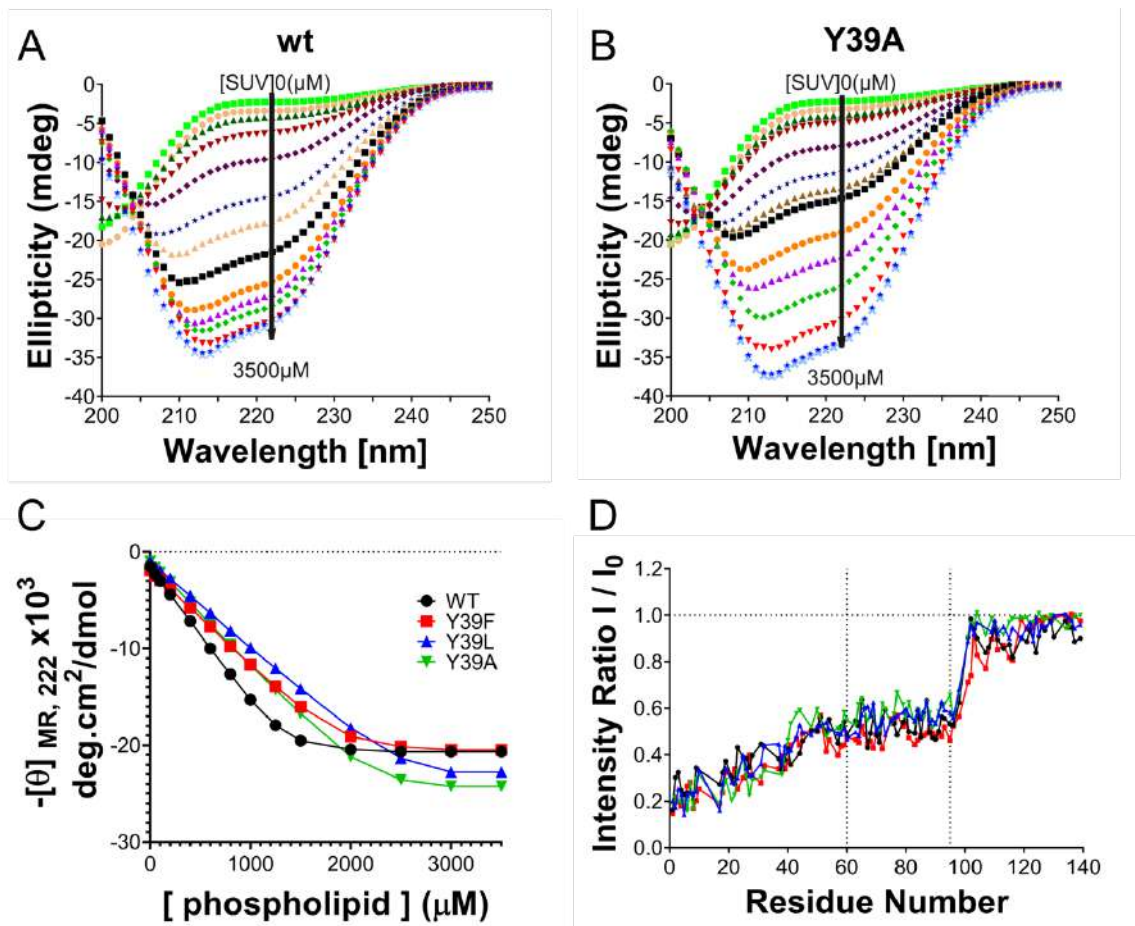 A
wt
[SUV]0(μM)
0
-5
-10
-15
-20
-25
-30
-35
-40
3500μM
200 210 220 230 240 250
Ellipticity (mdeg)
Wavelength [nm]
B
Y39A
[SUV]0(μM)
0
-5
-10
-15
-20
-25
-30
-35
-40
3500μM
200 210 220 230 240 250
Ellipticity (mdeg)
Wavelength [nm]
C
-[θ] MR, 222 x10³
deg.cm²/dmol
0
-10
-20
-30
WT
Y39F
Y39L
Y39A
0 1000 2000 3000
[ phospholipid ] (μM)
D
Intensity Ratio I / I0
1.2
1.0
0.8
0.6
0.4
0.2
0.0
0 20 40 60 80 100 120 140
Residue Number